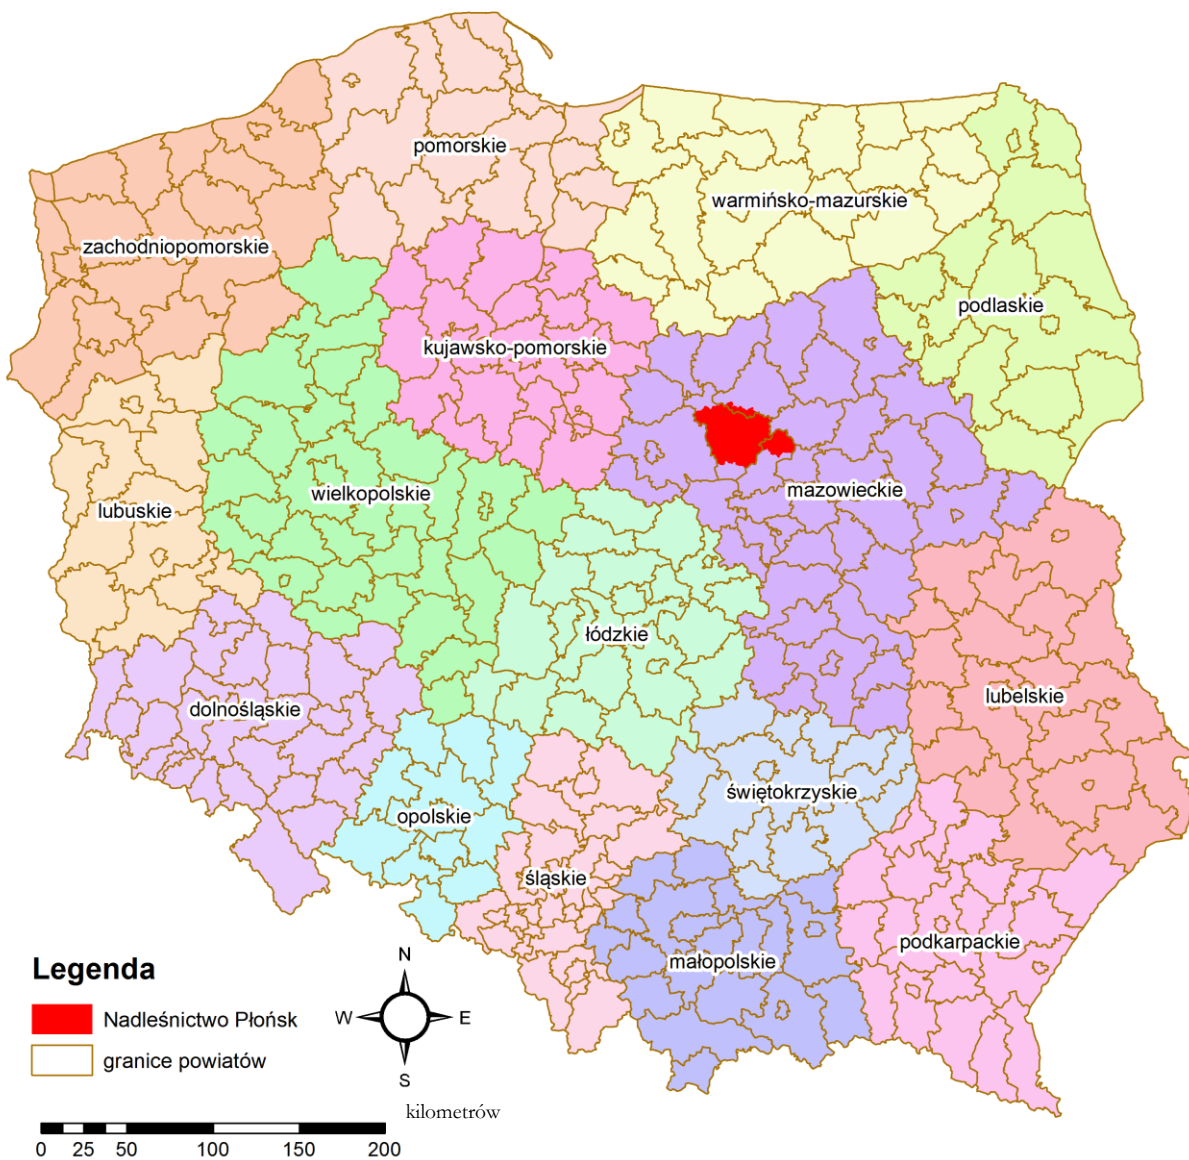 pomorskie
warmińsko-mazurskie
zachodniopomorskie
podlaskie
kujawsko-pomorskie
wielkopolskie
mazowieckie
lubuskie
łódzkie
lubelskie
dolnośląskie
świętokrzyskie
opolskie
śląskie
podkarpackie
małopolskie
Legenda
Nadleśnictwo Płońsk
granice powiatów
N
W E
S
kilometrów
0 25 50 100 150 200